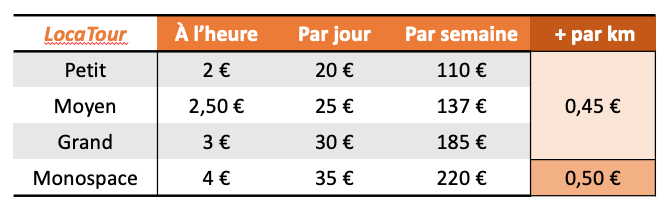 LocaTour À l’heure Par jour Par semaine + par km
Petit 2 € 20 € 110 €
Moyen 2,50 € 25 € 137 € 0,45 €
Grand 3 € 30 € 185 €
Monospace 4 € 35 € 220 € 0,50 €